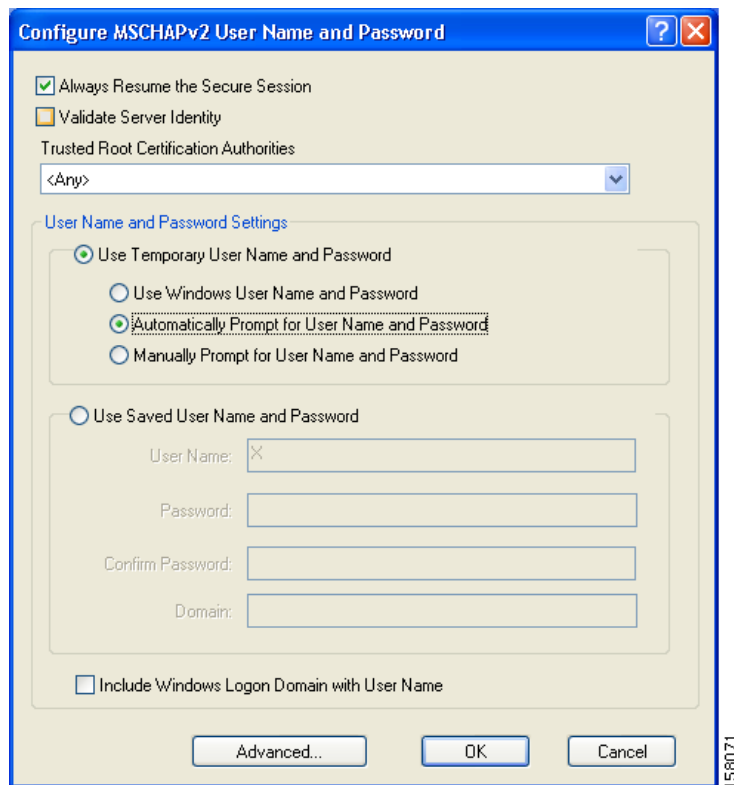 Configure MSCHAPv2 User Name and Password
Always Resume the Secure Session
Validate Server Identity
Trusted Root Certification Authorities
<Any>
User Name and Password Settings
Use Temporary User Name and Password
Use Windows User Name and Password
Automatically Prompt for User Name and Password
Manually Prompt for User Name and Password
Use Saved User Name and Password
User Name: X
Password:
Confirm Password:
Domain:
Include Windows Logon Domain with User Name
Advanced... OK Cancel
158071